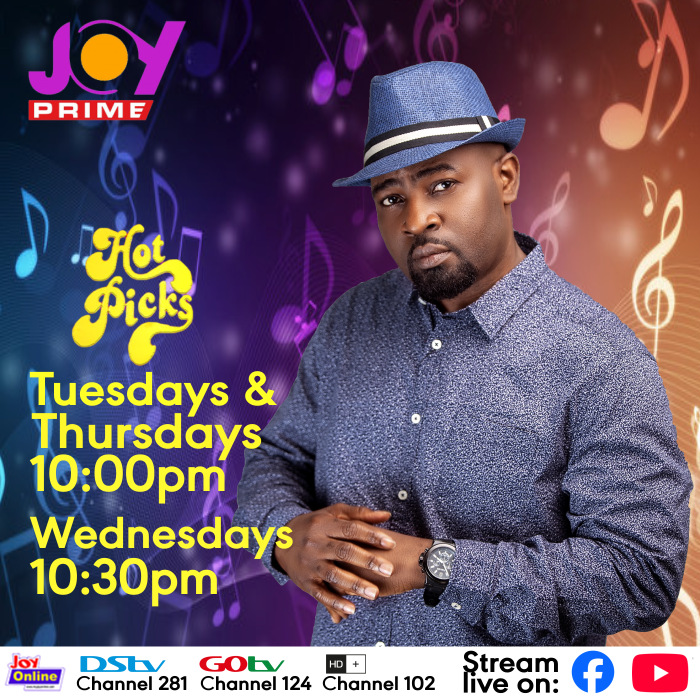 JOY
PRIME
Hot
Picks
Tuesdays &
Thursdays
10:00pm
Wednesdays
10:30pm
Joy
Online
DStv
Channel 281
GOtv
Channel 124
HD +
Channel 102
Stream
live on: